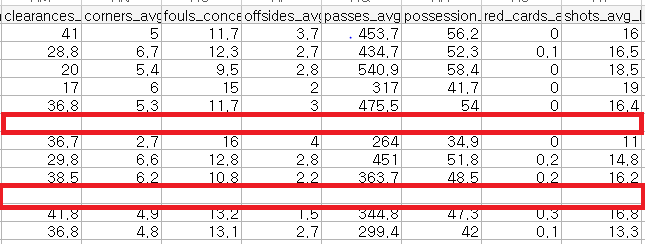 clearances_ corners_avg fouls_conce offsides_avg passes_avg possession_ red_cards_a shots_avg_l
41 5 11.7 3.7 453.7 56.2 0 16
28.8 6.7 12.3 2.7 434.7 52.3 0.1 16.5
20 5.4 9.5 2.8 540.9 58.4 0 18.5
17 6 15 2 317 41.7 0 19
36.8 5.3 11.7 3 475.5 54 0 16.4
36.7 2.7 16 4 264 34.9 0 11
29.8 6.6 12.8 2.8 451 51.8 0.2 14.8
38.5 6.2 10.8 2.2 363.7 48.5 0.2 16.2
41.8 4.9 13.2 1.5 344.8 47.3 0.3 16.8
36.8 4.8 13.1 2.7 299.4 42 0.1 13.3